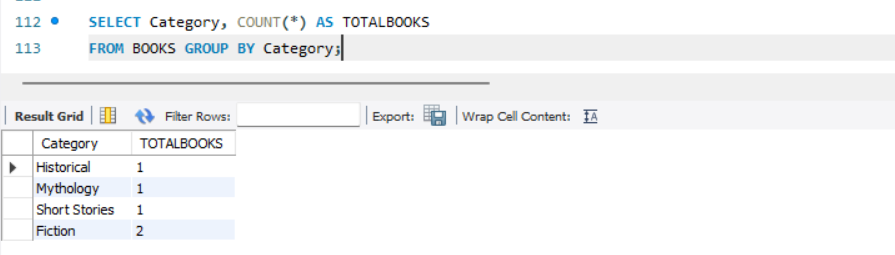 112 SELECT Category, COUNT(*) AS TOTALBOOKS
113 FROM BOOKS GROUP BY Category;
Result Grid Filter Rows: Export: Wrap Cell Content: IA
Category TOTALBOOKS
Historical 1
Mythology 1
Short Stories 1
Fiction 2